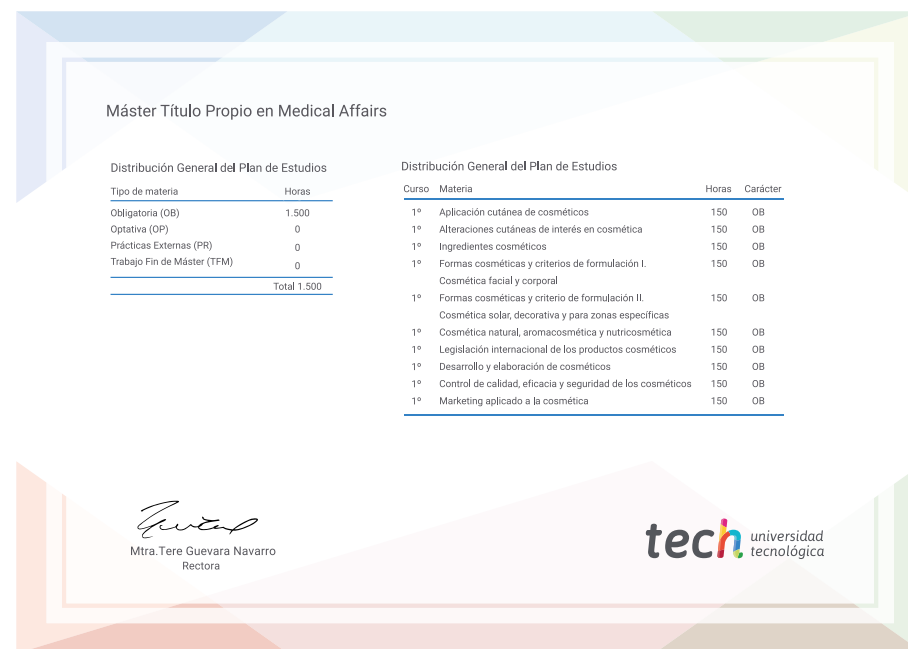 Máster Título Propio en Medical Affairs
Distribución General del Plan de Estudios
Tipo de materia Horas
Obligatoria (OB) 1.500
Optativa (OP) 0
Prácticas Externas (PR) 0
Trabajo Fin de Máster (TFM) 0
Total 1.500
Distribución General del Plan de Estudios
Curso Materia Horas Carácter
1º Aplicación cutánea de cosméticos 150 OB
1º Alteraciones cutáneas de interés en cosmética 150 OB
1º Ingredientes cosméticos 150 OB
1º Formas cosméticas y criterios de formulación I. 150 OB
Cosmética facial y corporal
1º Formas cosméticas y criterio de formulación II. 150 OB
Cosmética solar, decorativa y para zonas específicas
1º Cosmética natural, aromacosmética y nutricosmética 150 OB
1º Legislación internacional de los productos cosméticos 150 OB
1º Desarrollo y elaboración de cosméticos 150 OB
1º Control de calidad, eficacia y seguridad de los cosméticos 150 OB
1º Marketing aplicado a la cosmética 150 OB
Mtra.Tere Guevara Navarro
Rectora
tech universidad
tecnológica